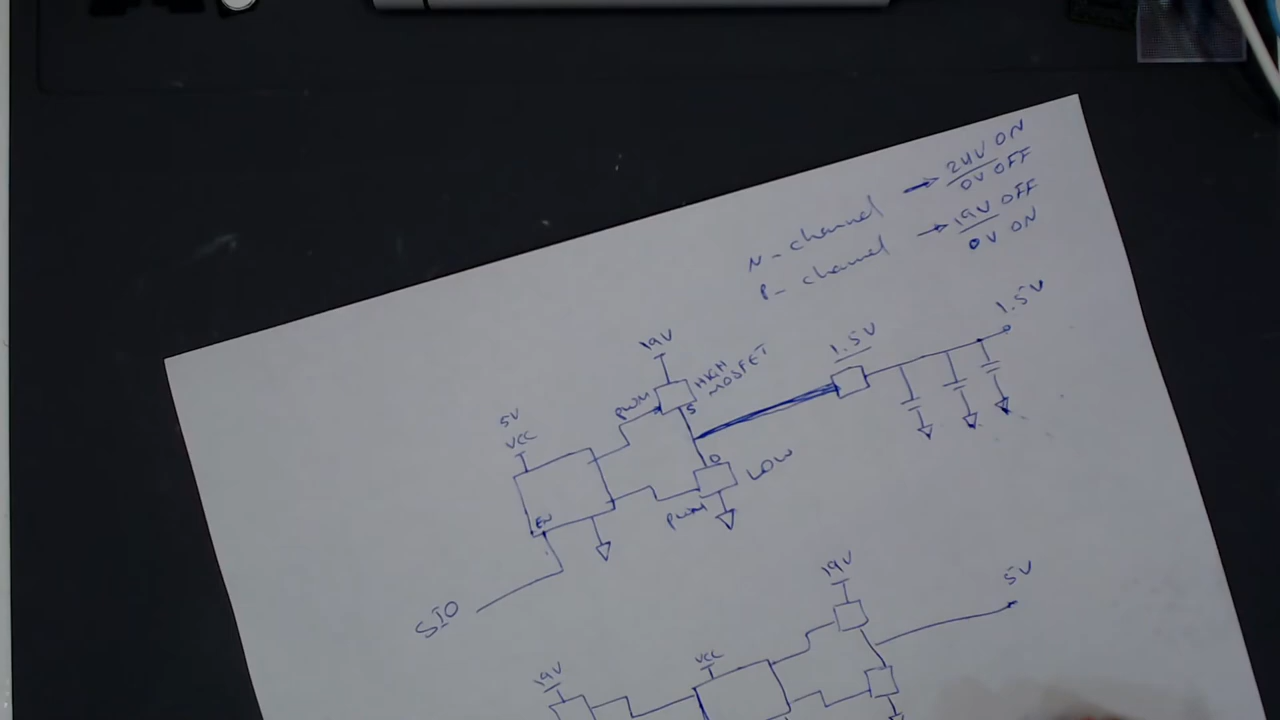 N-channel → 24V ON
0V OFF
P-channel → 19V OFF
0V ON
1.5V
1.5V
19V
HIGH
MOSFET
PWM
S
5V
VCC
D
LOW
PWM
EN
SIO
19V
5V
VCC
19V